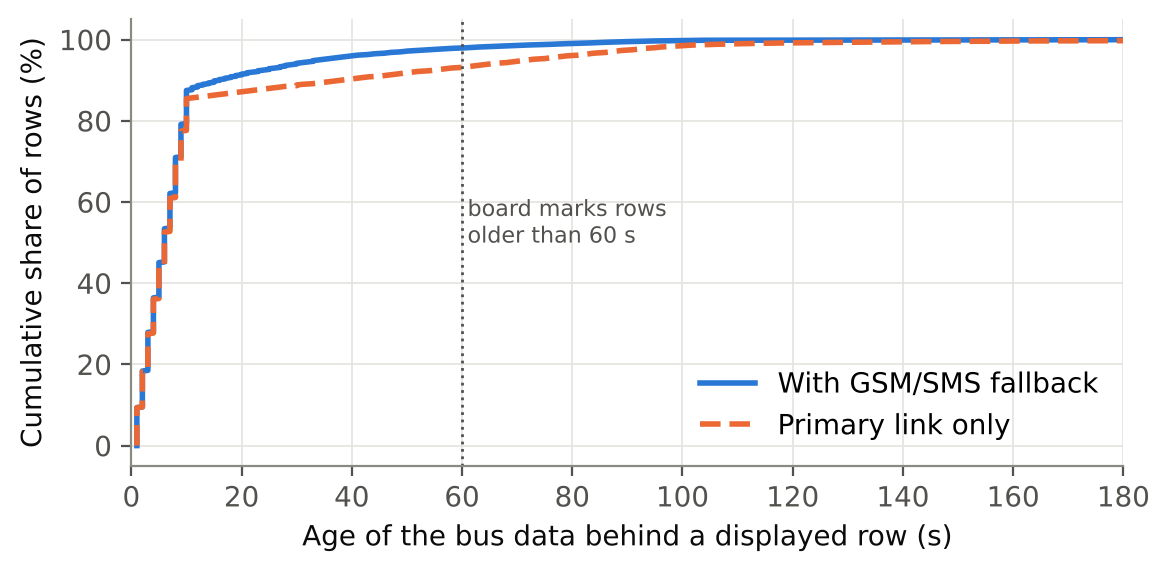 Cumulative share of rows (%)
100
80
60
40
20
0
board marks rows
older than 60 s
With GSM/SMS fallback
Primary link only
0 20 40 60 80 100 120 140 160 180
Age of the bus data behind a displayed row (s)